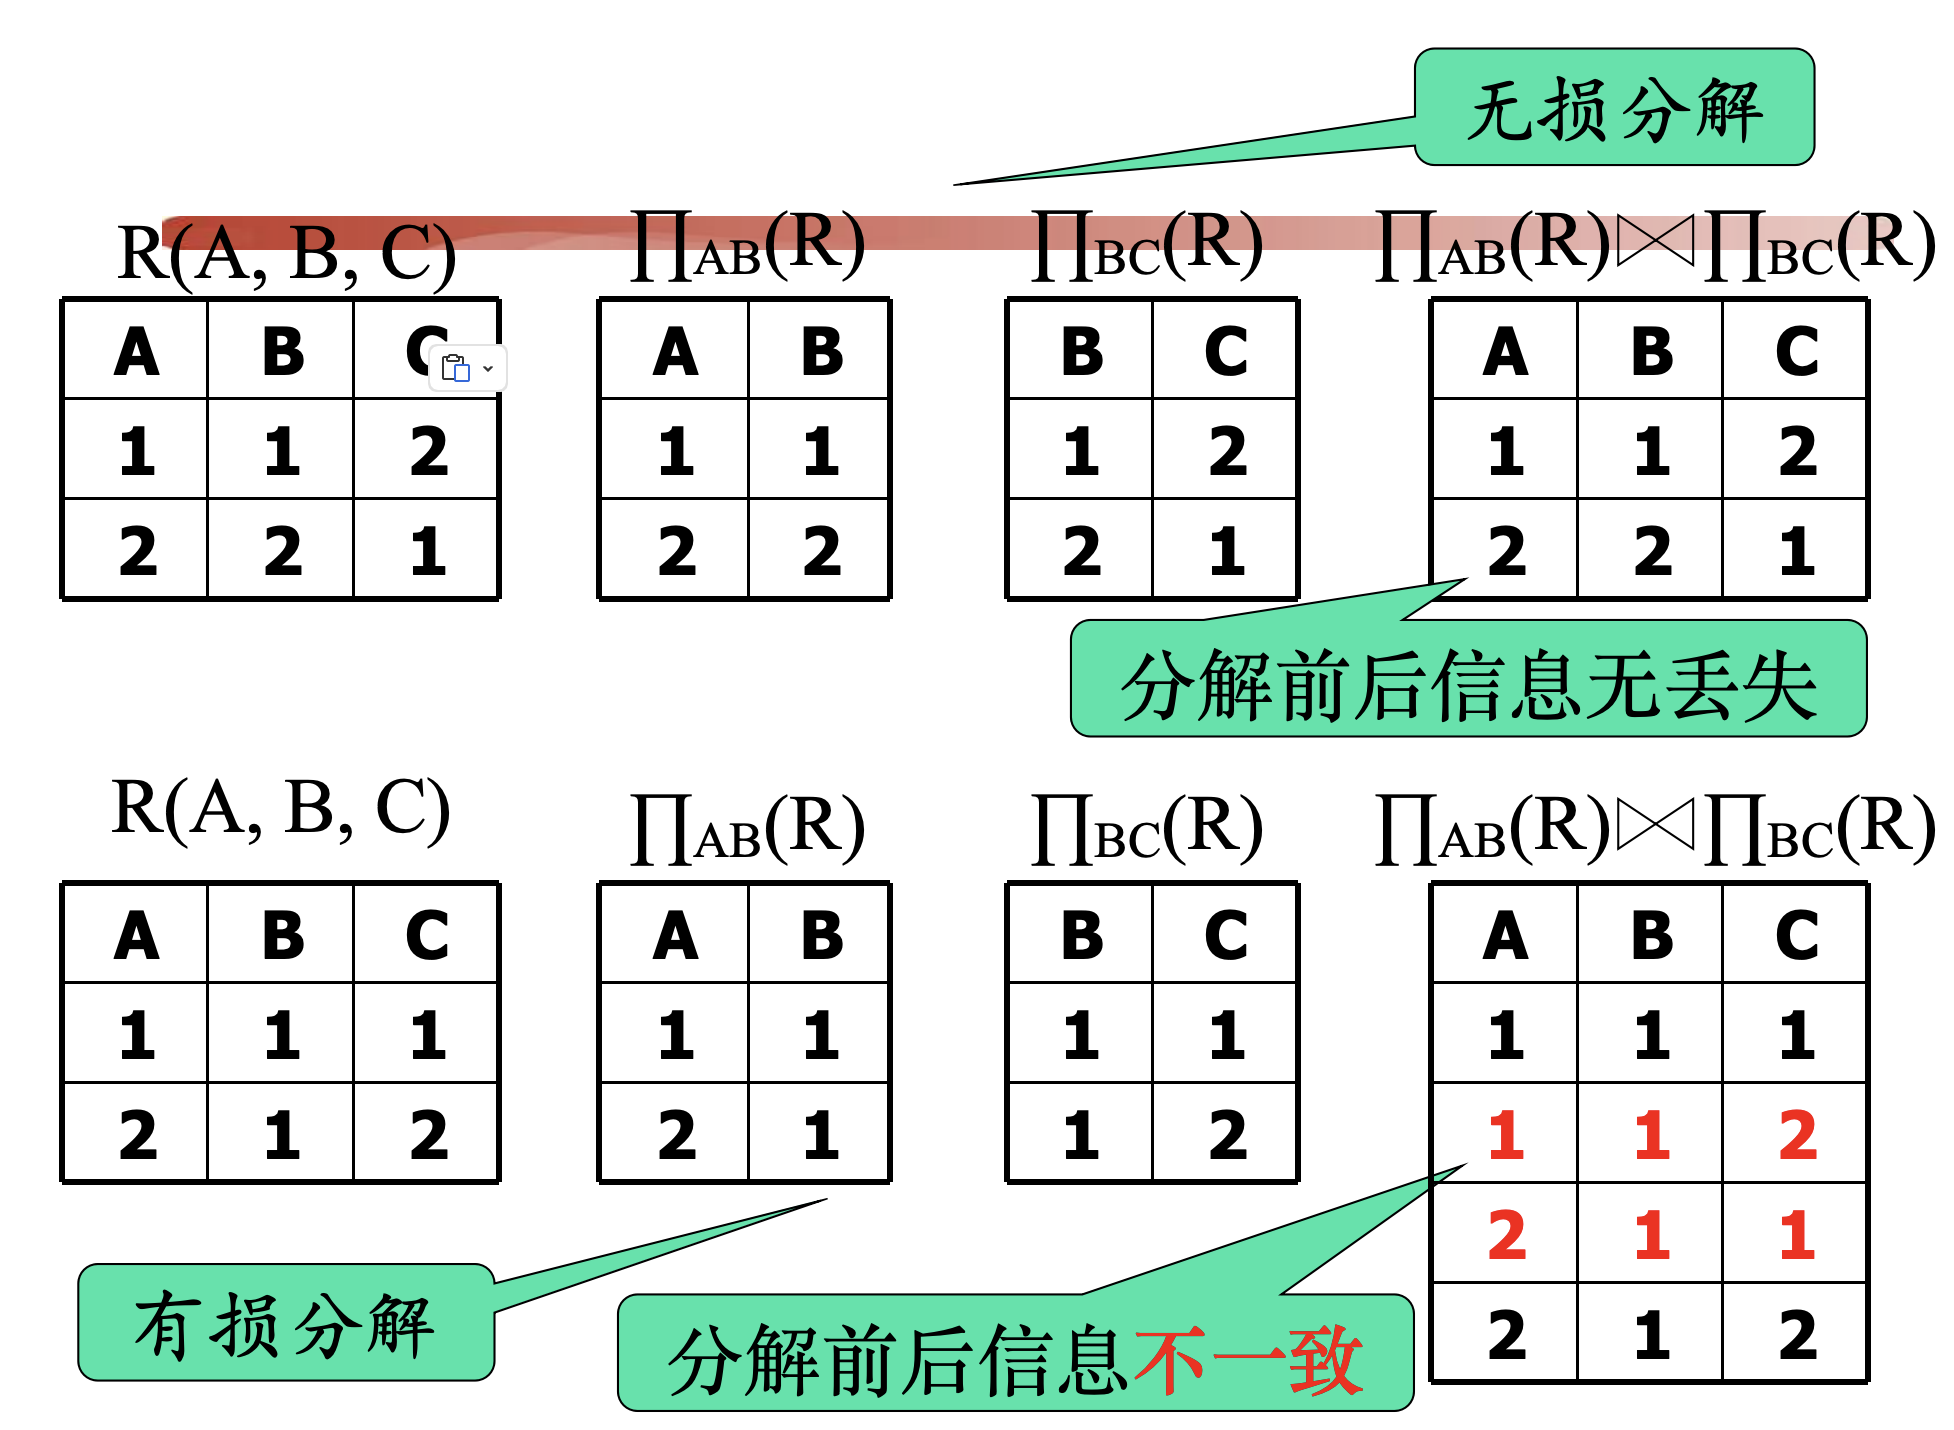 无损分解
R(A, B, C) ∏AB(R) ∏BC(R) ∏AB(R)⋈∏BC(R)
A B C A B B C A B C
1 1 2 1 1 1 2 1 1 2
2 2 1 2 2 2 1 2 2 1
分解前后信息无丢失
R(A, B, C) ∏AB(R) ∏BC(R) ∏AB(R)⋈∏BC(R)
A B C A B B C A B C
1 1 1 1 1 1 1 1 1 1
2 1 2 2 1 1 2 1 1 2
2 1 1
2 1 2
有损分解
分解前后信息不一致